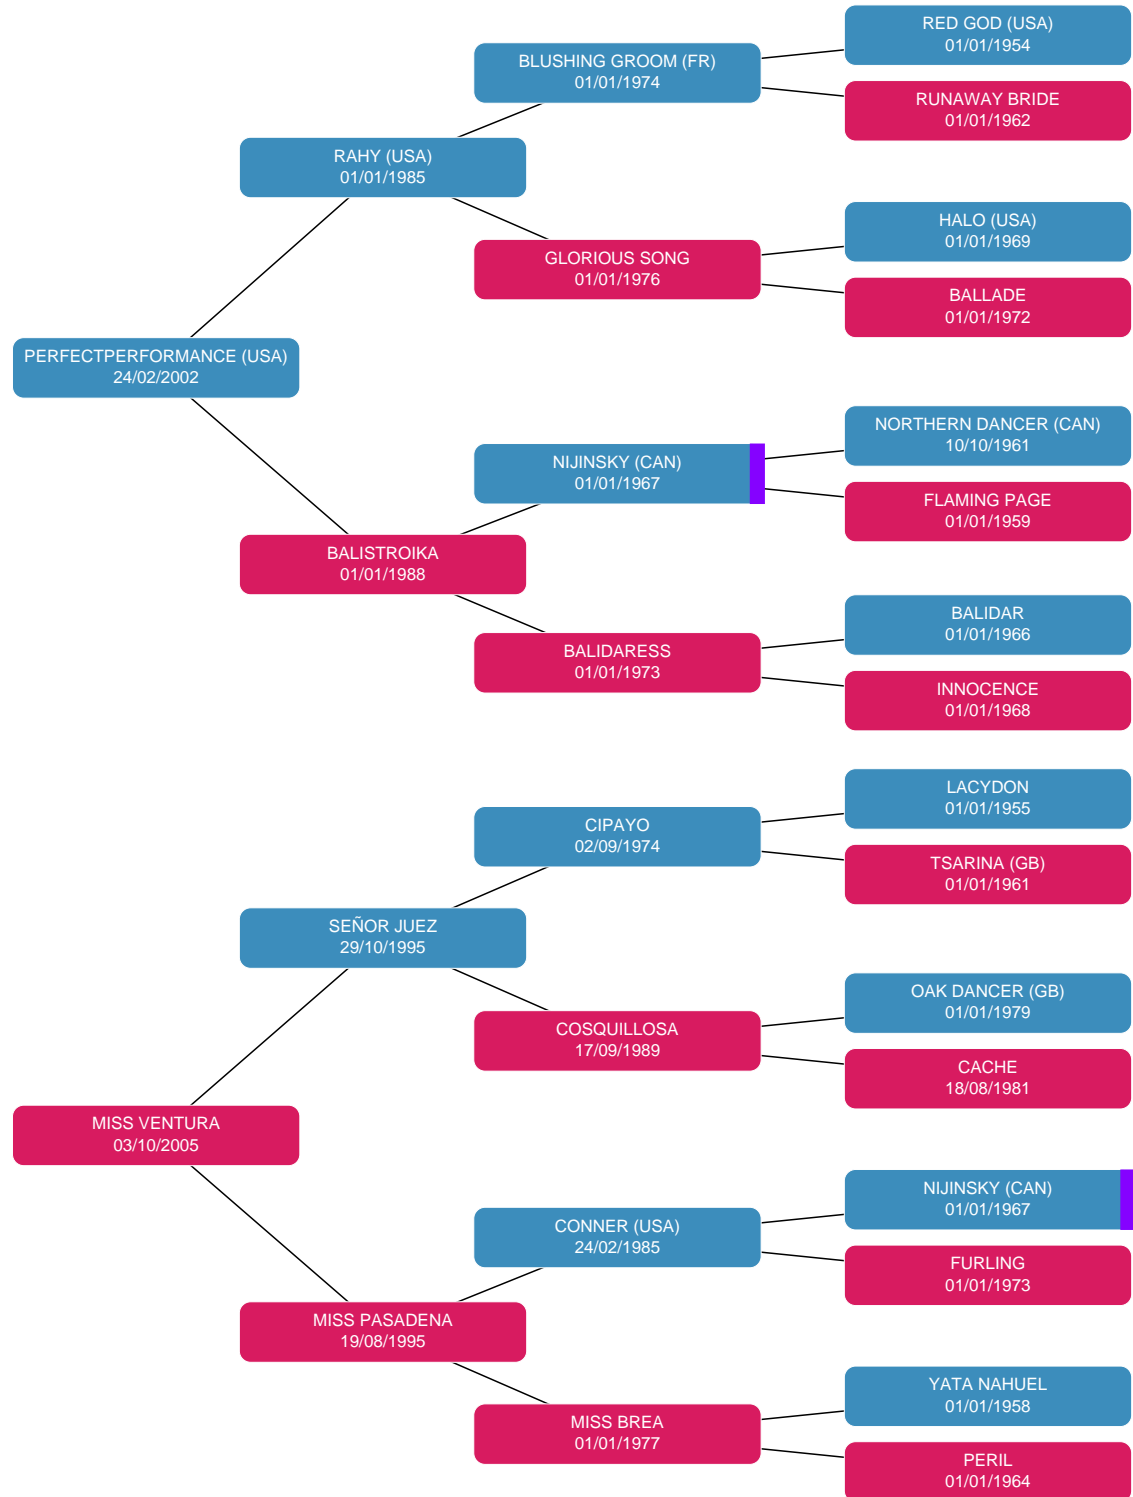 RED GOD (USA)
01/01/1954
BLUSHING GROOM (FR)
01/01/1974
RUNAWAY BRIDE
01/01/1962
RAHY (USA)
01/01/1985
HALO (USA)
01/01/1969
GLORIOUS SONG
01/01/1976
BALLADE
01/01/1972
PERFECTPERFORMANCE (USA)
24/02/2002
NORTHERN DANCER (CAN)
10/10/1961
NIJINSKY (CAN)
01/01/1967
FLAMING PAGE
01/01/1959
BALISTROIKA
01/01/1988
BALIDAR
01/01/1966
BALIDARESS
01/01/1973
INNOCENCE
01/01/1968
LACYDON
01/01/1955
CIPAYO
02/09/1974
TSARINA (GB)
01/01/1961
SEÑOR JUEZ
29/10/1995
OAK DANCER (GB)
01/01/1979
COSQUILLOSA
17/09/1989
CACHE
18/08/1981
MISS VENTURA
03/10/2005
NIJINSKY (CAN)
01/01/1967
CONNER (USA)
24/02/1985
FURLING
01/01/1973
MISS PASADENA
19/08/1995
YATA NAHUEL
01/01/1958
MISS BREA
01/01/1977
PERIL
01/01/1964